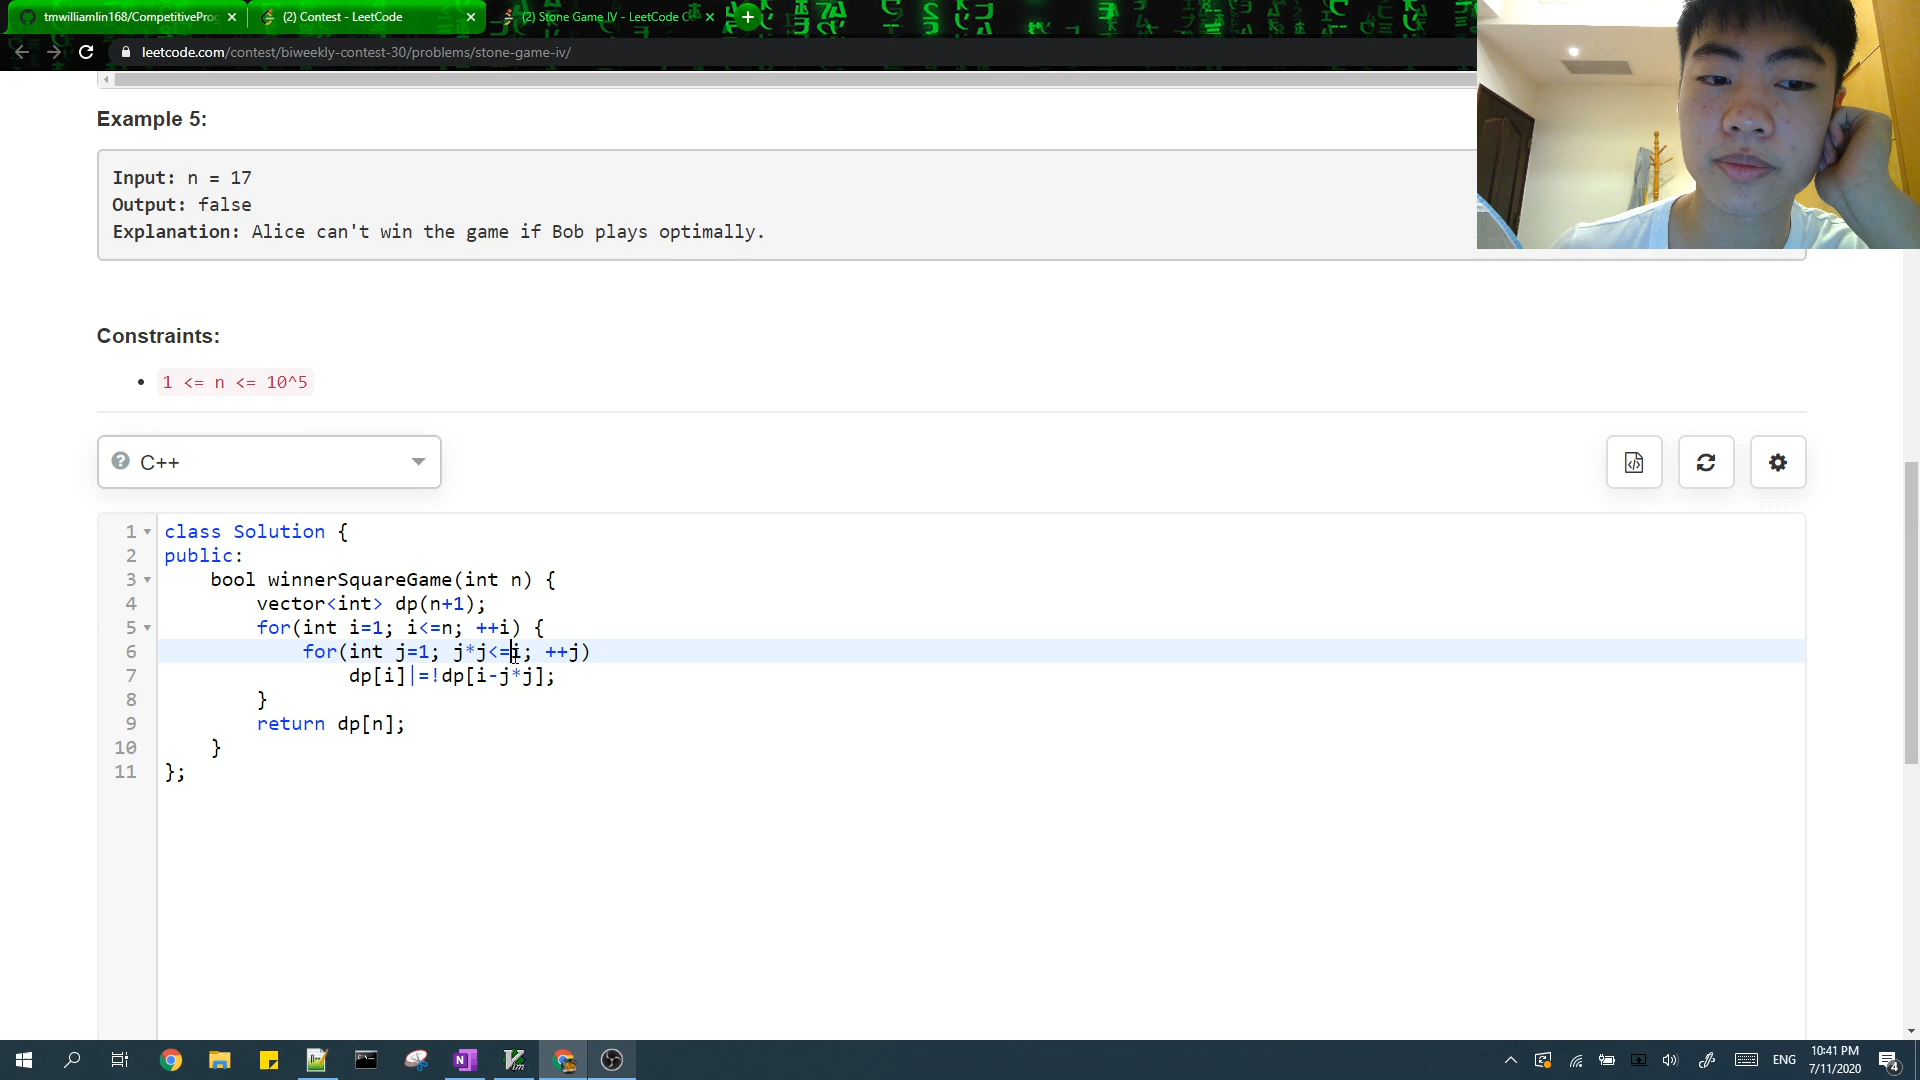 tmwilliamlin168/CompetitiveProg
(2) Contest - LeetCode
(2) Stone Game IV - LeetCode
leetcode.com/contest/biweekly-contest-30/problems/stone-game-iv/
Example 5:
Input: n = 17
Output: false
Explanation: Alice can't win the game if Bob plays optimally.
Constraints:
1 <= n <= 10^5
C++
1 class Solution {
2 public:
3 bool winnerSquareGame(int n) {
4 vector<int> dp(n+1);
5 for(int i=1; i<=n; ++i) {
6 for(int j=1; j*j<=i; ++j)
7 dp[i]|=!dp[i-j*j];
8 }
9 return dp[n];
10 }
11 };
ENG
10:41 PM
7/11/2020
4